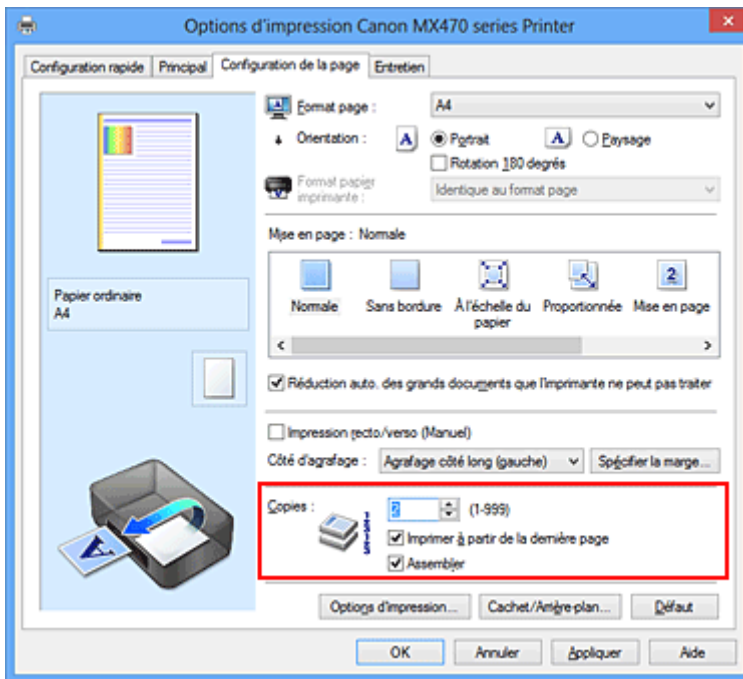 Options d'impression Canon MX470 series Printer
Configuration rapide Principal Configuration de la page Entretien
Format page : A4
Orientation : A Portrait A Paysage
Rotation 180 degrés
Format papier imprimante : Identique au format page
Mise en page : Normale
Normale Sans bordure À l'échelle du papier Proportionnée 2 Mise en page
Papier ordinaire
A4
Réduction auto. des grands documents que l'imprimante ne peut pas traiter
Impression recto/verso (Manuel)
Côté d'agrafage : Agrafage côté long (gauche) Spécifier la marge...
Copies : 2 (1-999)
Imprimer à partir de la dernière page
Assembler
A
Options d'impression... Cachet/Arrière-plan... Défaut
OK Annuler Appliquer Aide